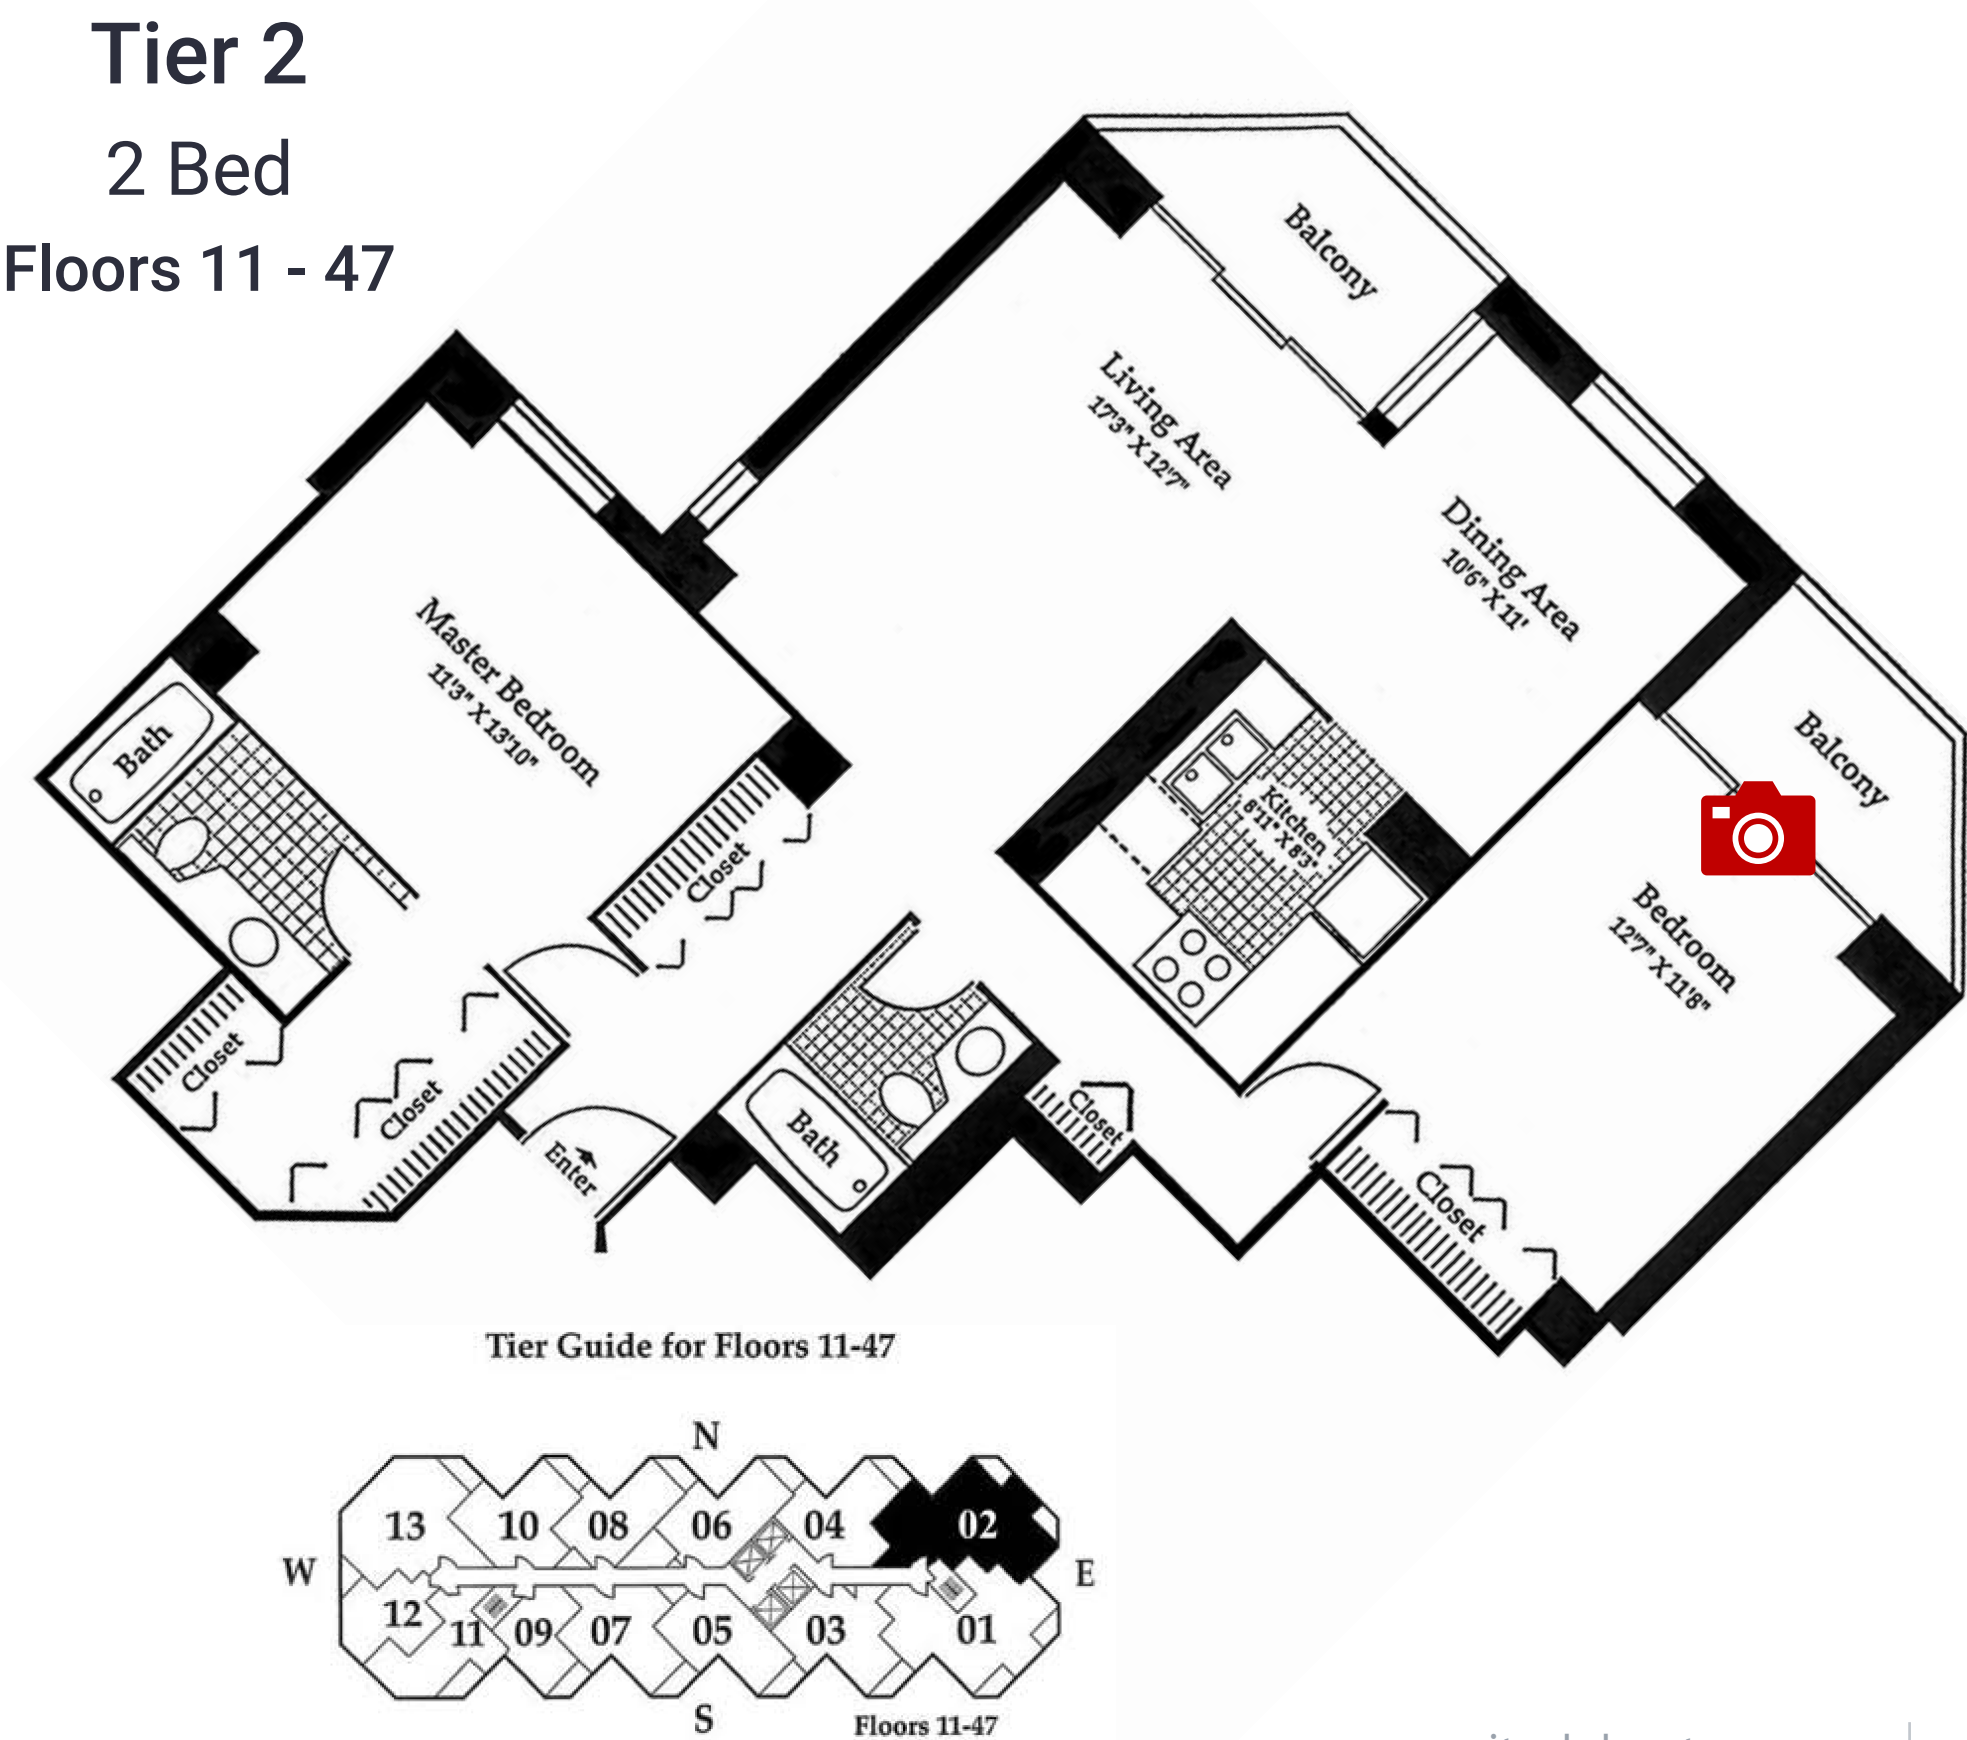 Tier 2
2 Bed
Floors 11 - 47
Balcony
Living Area
17'3" X 12'7"
Dining Area
10'6" X 11'
Master Bedroom
11'3" X 13'10"
Bath
Balcony
Kitchen
8'11" X 8'3"
Closet
Bedroom
12'7" X 11'8"
Closet
Closet
Enter
Bath
Closet
Closet
Tier Guide for Floors 11-47
N
13
10
08
06
04
02
W
E
12
11
09
07
05
03
01
S
Floors 11-47